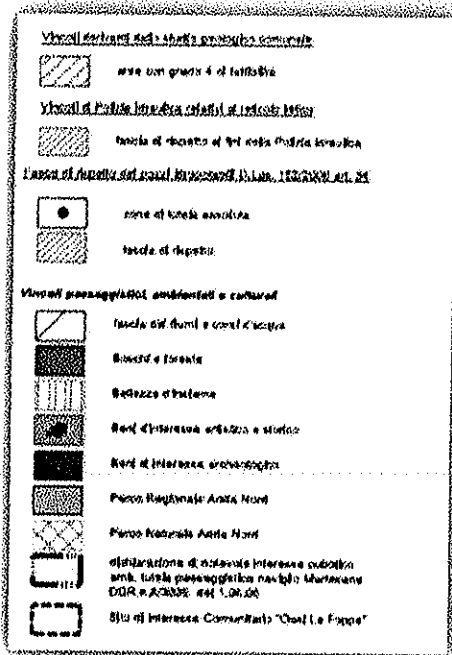 Vincoli derivanti dallo studio geologico comunale
aree con grado 4 di fattibilità
Vincoli di Polizia Idraulica relativi al reticolo idrico
fascia di rispetto ai fini della Polizia Idraulica
Fasce di rispetto dei pozzi D.Lgs. 152/2006 art. 94
zone di tutela assoluta
fascia di rispetto
Vincoli paesaggistici, ambientali e culturali
fascia dei fiumi e corsi d'acqua
Boschi e foreste
Bellezze d'insieme
Beni d'interesse artistico e storico
Beni di interesse archeologico
Parco Regionale Adda Nord
Parco Naturale Adda Nord
dichiarazione di notevole interesse pubblico
amb. tutela paesaggistica naviglio Martesana
Sito di Interesse Comunitario "Oasi Le Foppe"